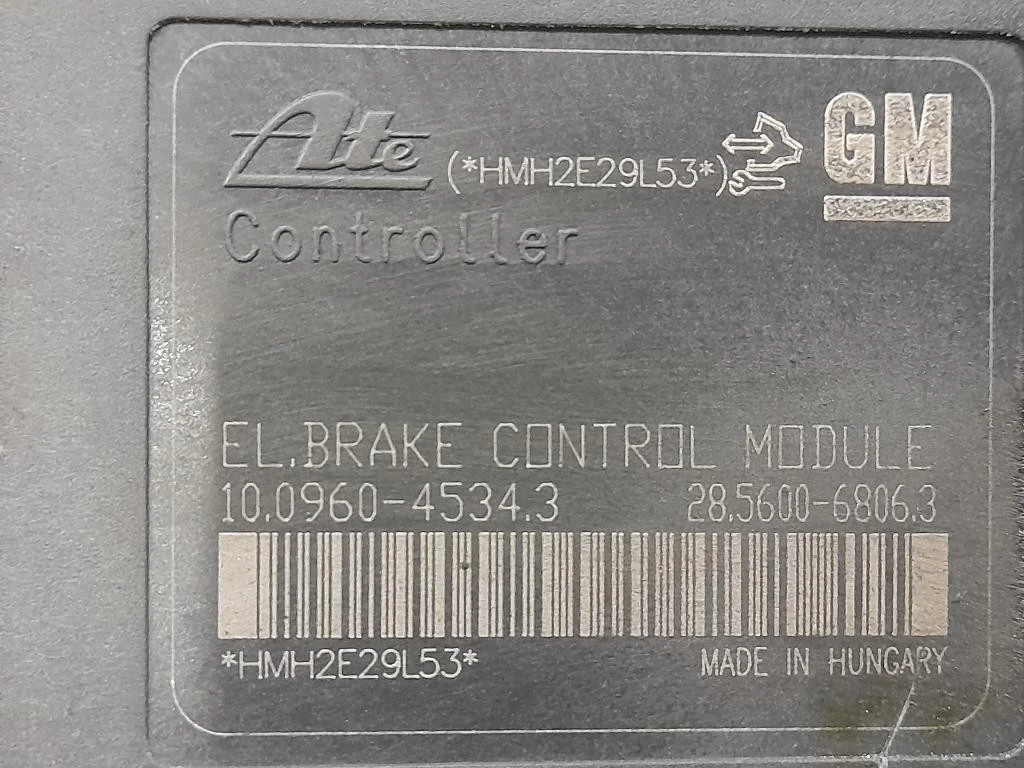 Ate (*HMH2E29L53*) GM
Controller
EL.BRAKE CONTROL MODULE
10.0960-4534.3 28.5600-6806.3
*HMH2E29L53* MADE IN HUNGARY